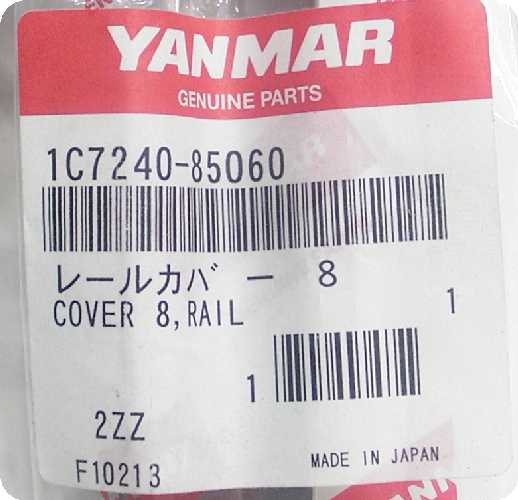 YANMAR
GENUINE PARTS
1C7240-85060
レールカバー 8
COVER 8,RAIL
1
1
2ZZ
F10213
MADE IN JAPAN